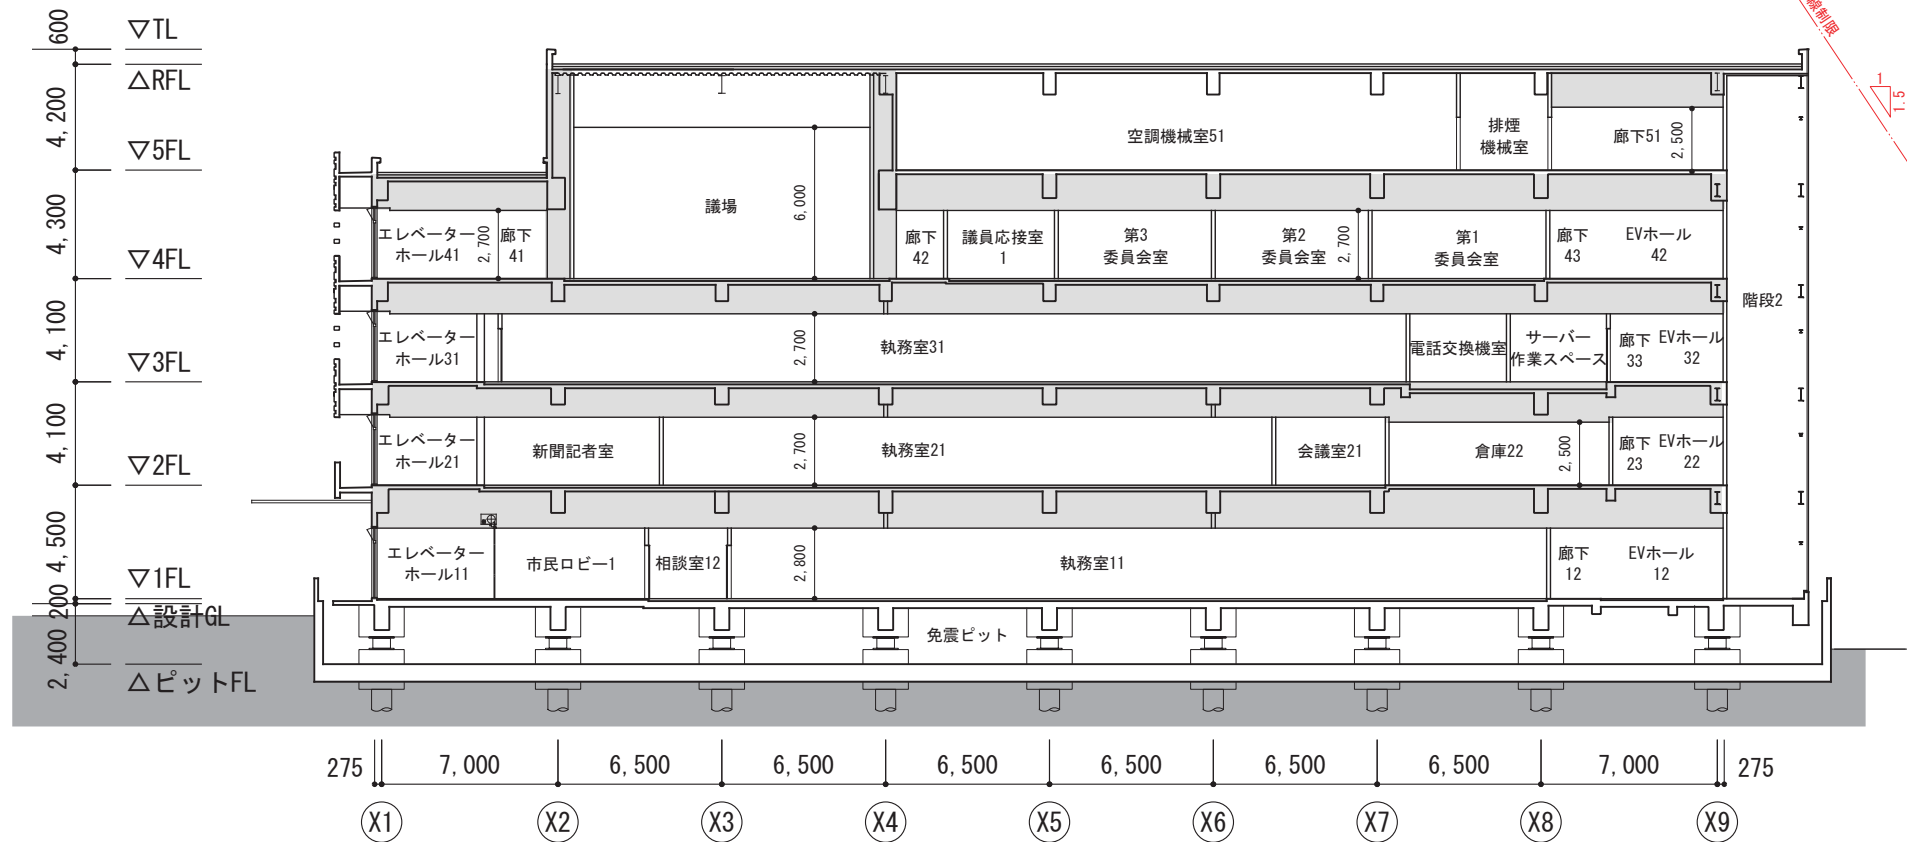 600
▽TL
△RFL
4,200
▽5FL
4,300
▽4FL
4,100
▽3FL
4,100
▽2FL
4,500
▽1FL
200
△設計GL
2,400
△ピットFL
線制限
1
1.5
空調機械室51
排煙
機械室
廊下51
2,500
議場
6,000
エレベーター
ホール41
2,700
廊下
41
廊下
42
議員応接室
1
第3
委員会室
第2
委員会室
2,700
第1
委員会室
廊下
43
EVホール
42
階段2
エレベーター
ホール31
2,700
執務室31
電話交換機室
サーバー
作業スペース
廊下
33
EVホール
32
エレベーター
ホール21
新聞記者室
2,700
執務室21
会議室21
倉庫22
2,500
廊下
23
EVホール
22
エレベーター
ホール11
市民ロビー1
相談室12
2,800
執務室11
廊下
12
EVホール
12
免震ピット
275
7,000
6,500
6,500
6,500
6,500
6,500
6,500
7,000
275
X1
X2
X3
X4
X5
X6
X7
X8
X9